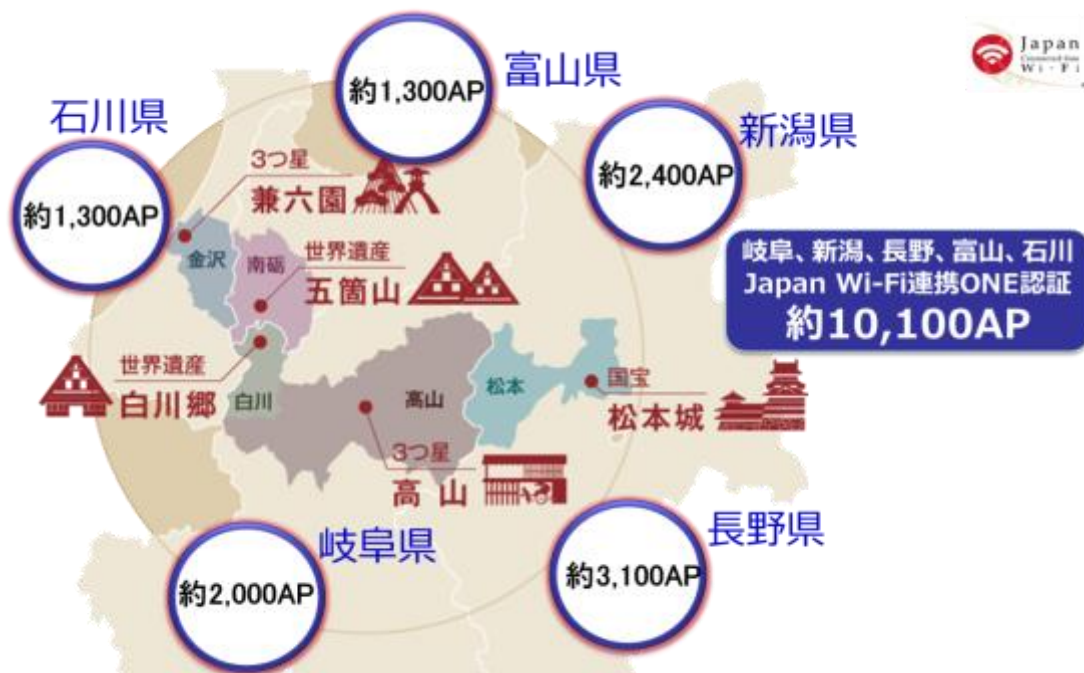 富山県
約1,300AP
Japan
Connected-free
Wi-Fi
石川県
約1,300AP
新潟県
約2,400AP
3つ星
兼六園
金沢
南砺
世界遺産
五箇山
岐阜、新潟、長野、富山、石川
Japan Wi-Fi連携ONE認証
約10,100AP
世界遺産
白川郷
白川
高山
松本
国宝
松本城
3つ星
高山
岐阜県
約2,000AP
長野県
約3,100AP